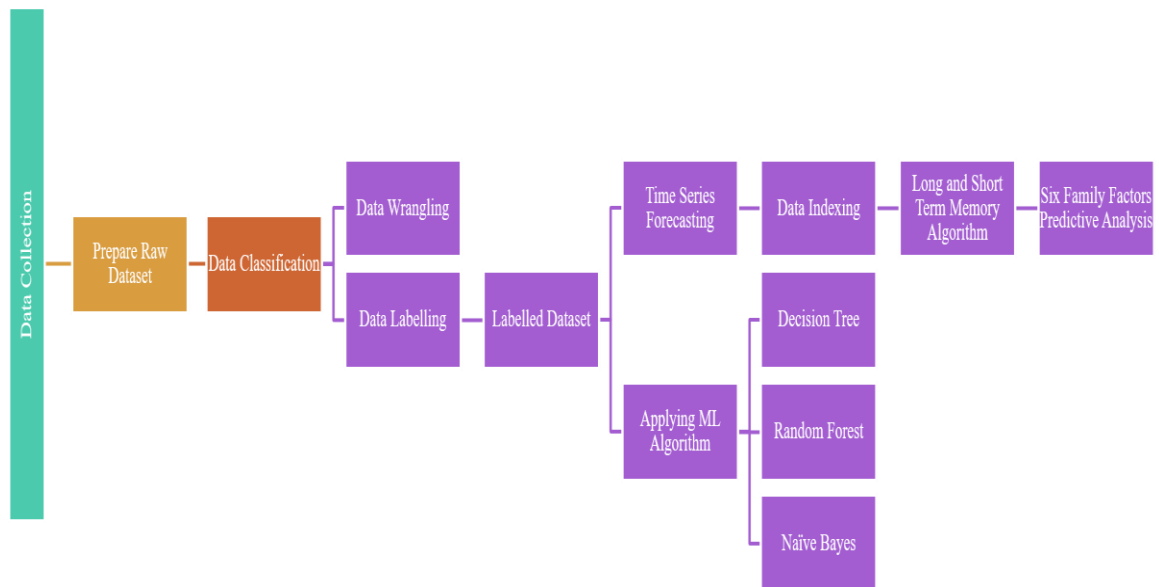 Data Collection
Prepare Raw
Dataset
Data Classification
Data Wrangling
Data Labelling
Labelled Dataset
Time Series
Forecasting
Data Indexing
Long and Short
Term Memory
Algorithm
Six Family Factors
Predictive Analysis
Applying ML
Algorithm
Decision Tree
Random Forest
Naïve Bayes